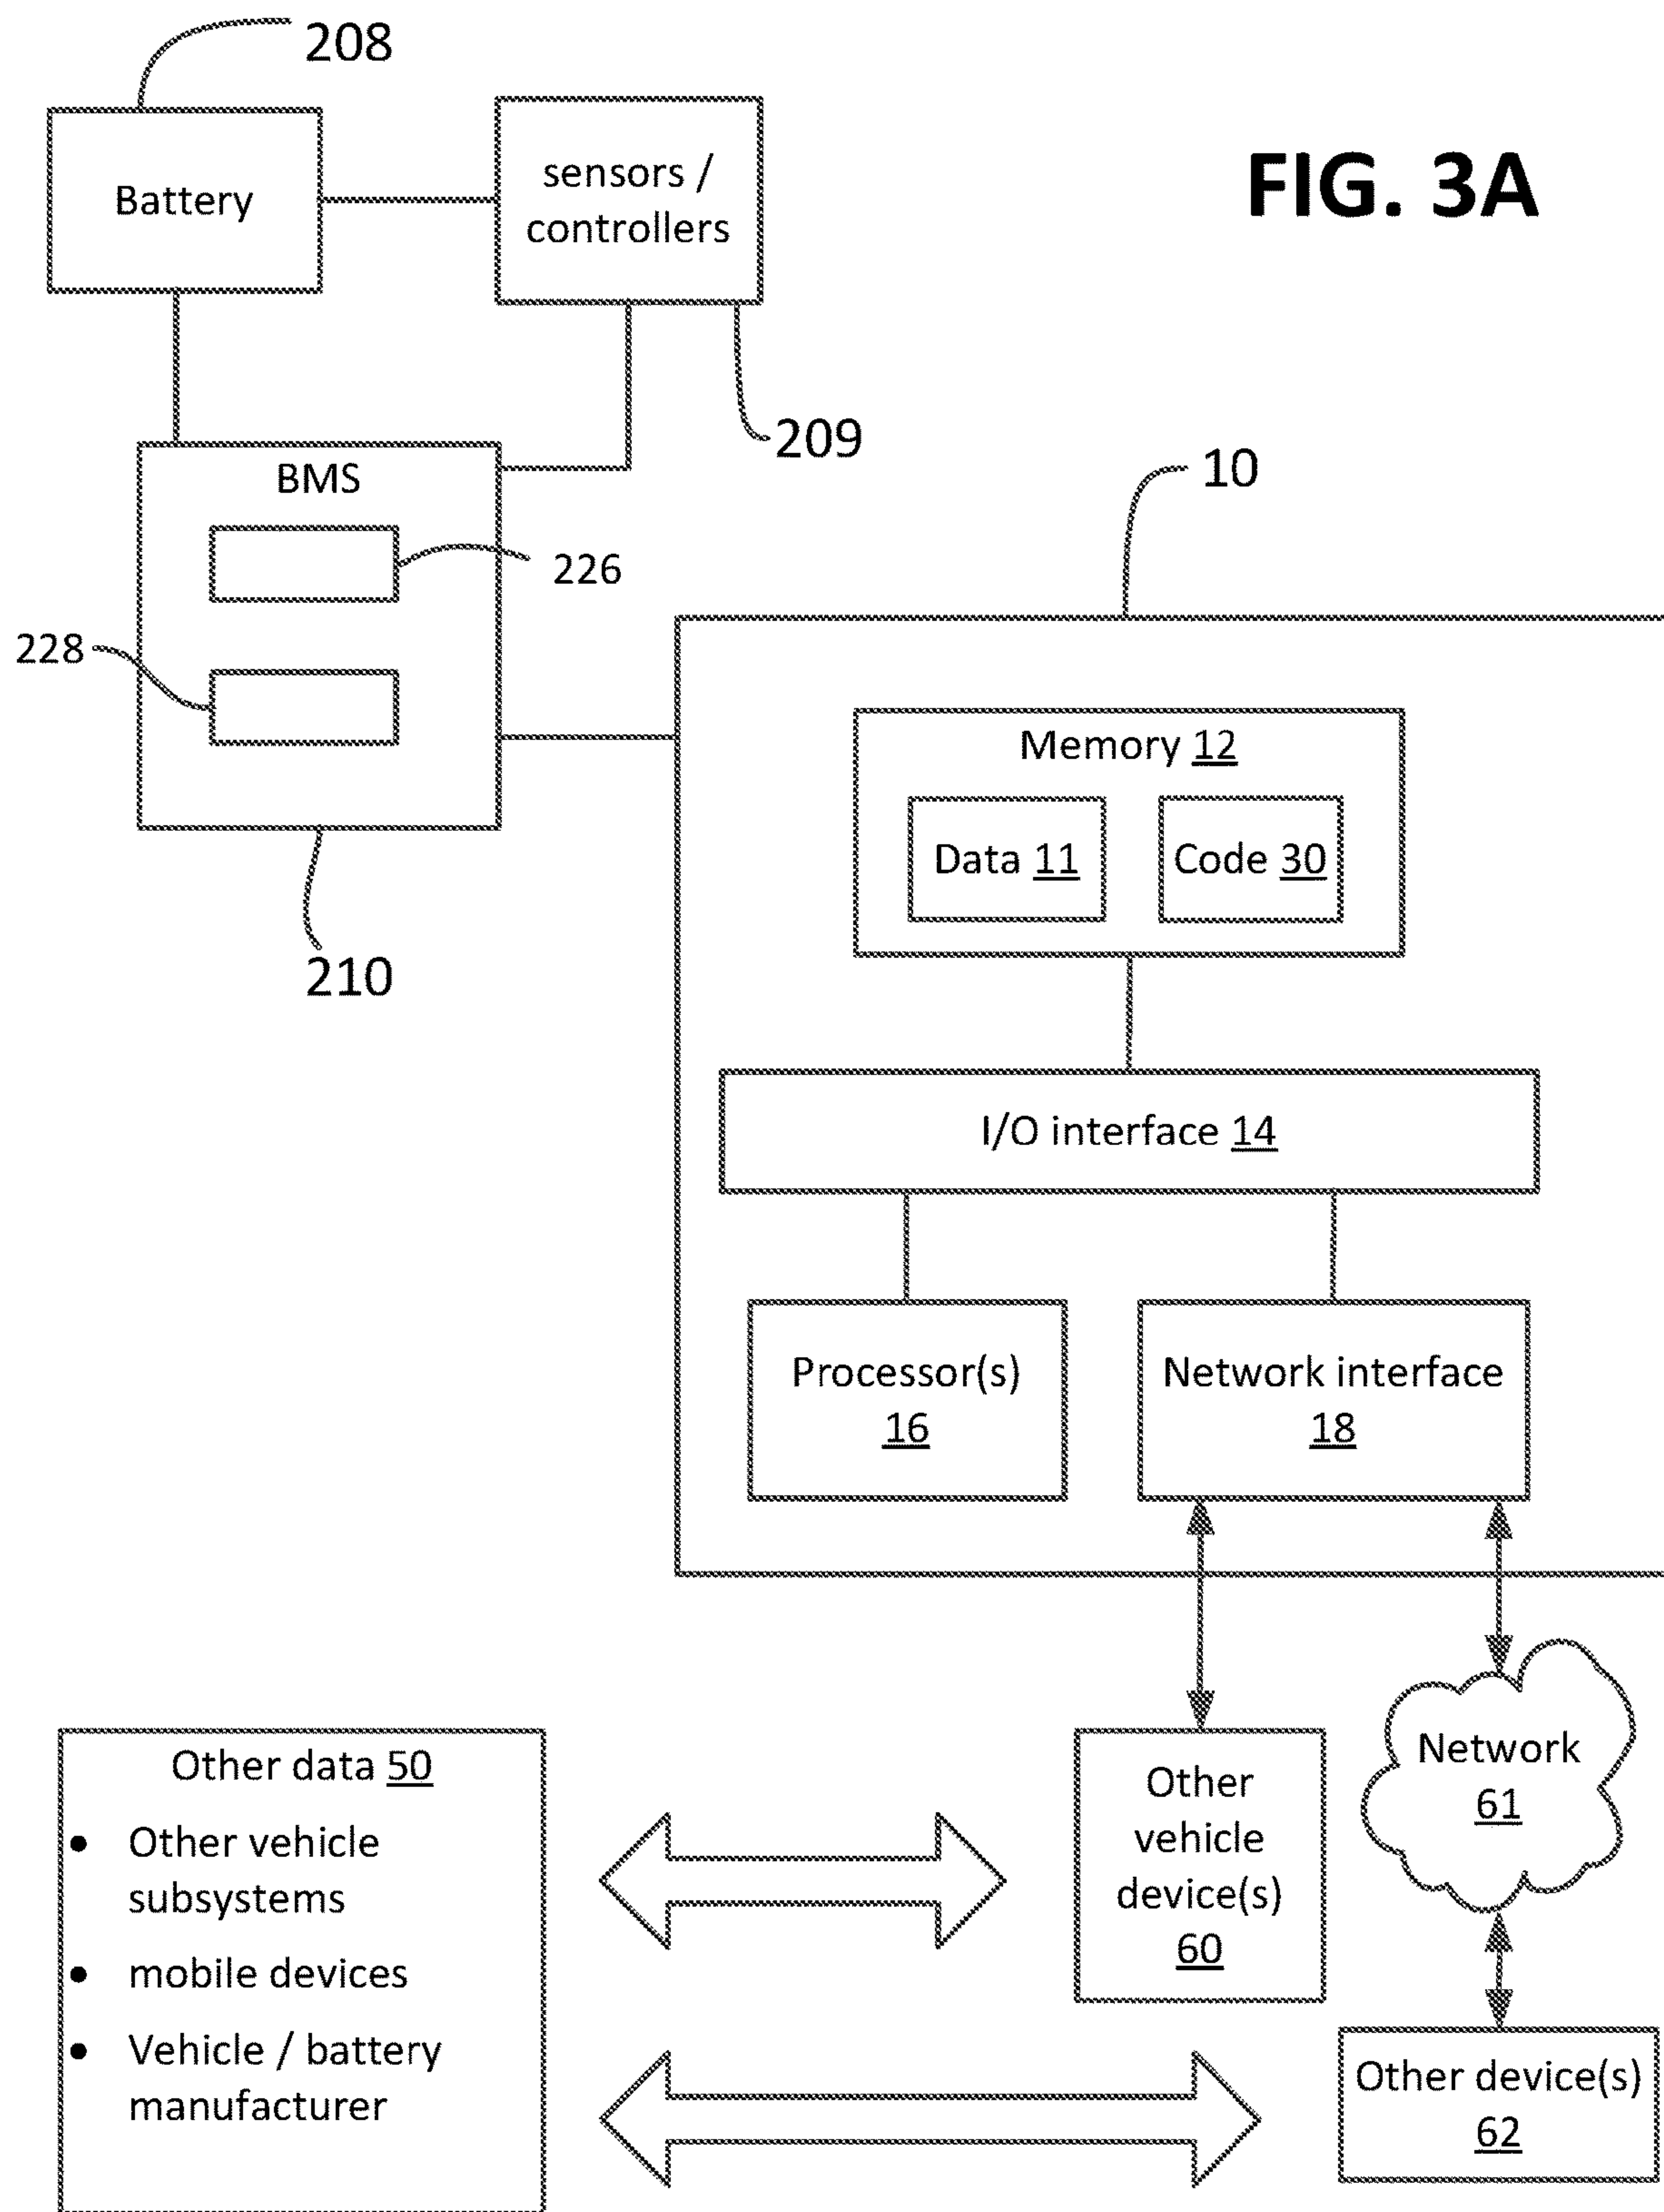 208
Battery
sensors /
controllers
FIG. 3A
209
BMS
226
228
210
10
Memory 12
Data 11
Code 30
I/O interface 14
Processor(s)
16
Network interface
18
Other data 50
• Other vehicle
subsystems
• mobile devices
• Vehicle / battery
manufacturer
Other
vehicle
device(s)
60
Network
61
Other device(s)
62